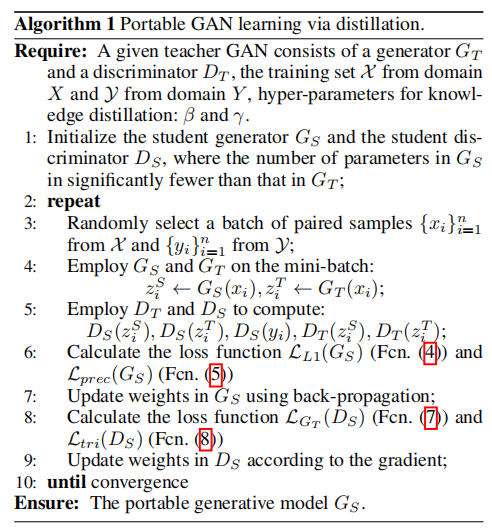 Algorithm 1 Portable GAN learning via distillation.
Require: A given teacher GAN consists of a generator $G_T$
and a discriminator $D_T$, the training set $\mathcal{X}$ from domain
$X$ and $\mathcal{Y}$ from domain $Y$, hyper-parameters for knowl-
edge distillation: $\beta$ and $\gamma$.
1: Initialize the student generator $G_S$ and the student dis-
criminator $D_S$, where the number of parameters in $G_S$
in significantly fewer than that in $G_T$;
2: repeat
3: Randomly select a batch of paired samples $\{x_i\}_{i=1}^n$
from $\mathcal{X}$ and $\{y_i\}_{i=1}^n$ from $\mathcal{Y}$;
4: Employ $G_S$ and $G_T$ on the mini-batch:
$z_i^S \leftarrow G_S(x_i), z_i^T \leftarrow G_T(x_i)$;
5: Employ $D_T$ and $D_S$ to compute:
$D_S(z_i^S), D_S(z_i^T), D_S(y_i), D_T(z_i^S), D_T(z_i^T)$;
6: Calculate the loss function $\mathcal{L}_{L1}(G_S)$ (Fcn. (4)) and
$\mathcal{L}_{prec}(G_S)$ (Fcn. (5))
7: Update weights in $G_S$ using back-propagation;
8: Calculate the loss function $\mathcal{L}_{G_T}(D_S)$ (Fcn. (7)) and
$\mathcal{L}_{tri}(D_S)$ (Fcn. (8))
9: Update weights in $D_S$ according to the gradient;
10: until convergence
Ensure: The portable generative model $G_S$.